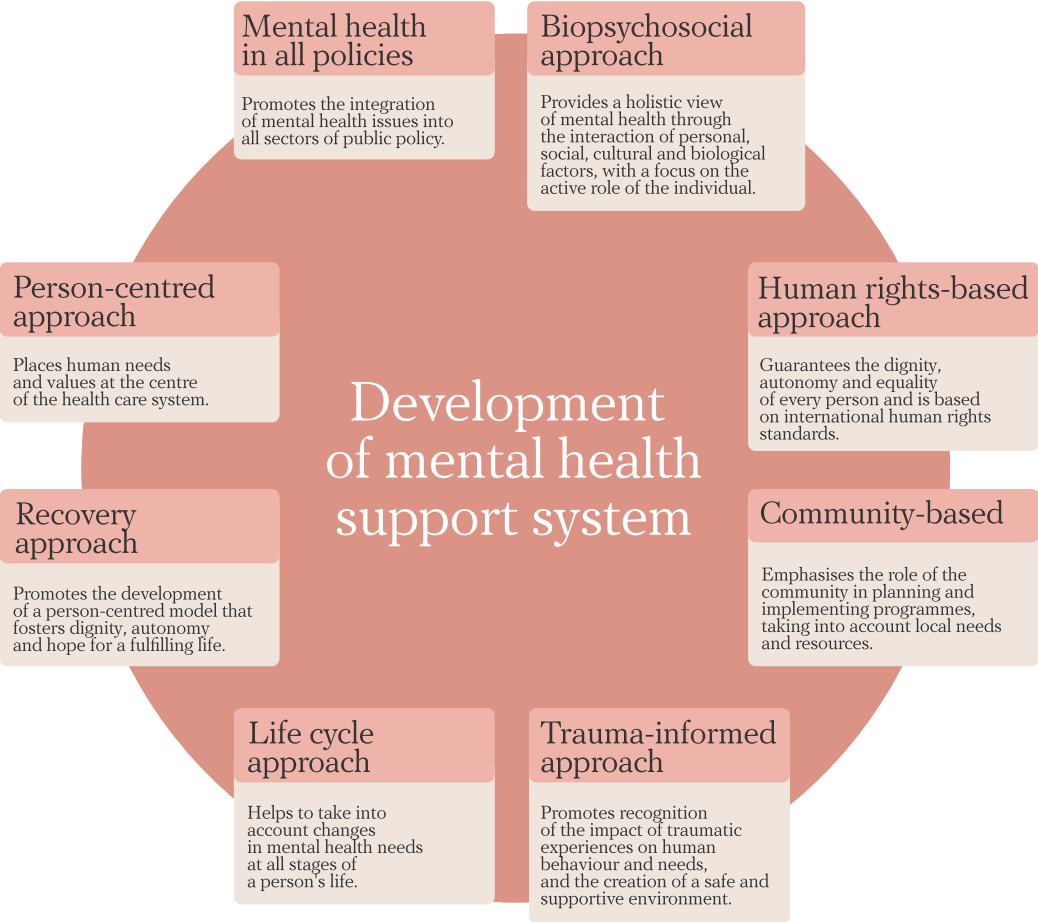 Mental health
in all policies
Promotes the integration
of mental health issues into
all sectors of public policy.
Biopsychosocial
approach
Provides a holistic view
of mental health through
the interaction of personal,
social, cultural and biological
factors, with a focus on the
active role of the individual.
Person-centred
approach
Places human needs
and values at the centre
of the health care system.
Human rights-based
approach
Guarantees the dignity,
autonomy and equality
of every person and is based
on international human rights
standards.
Development
of mental health
support system
Recovery
approach
Promotes the development
of a person-centred model that
fosters dignity, autonomy
and hope for a fulfilling life.
Community-based
Emphasises the role of the
community in planning and
implementing programmes,
taking into account local needs
and resources.
Life cycle
approach
Helps to take into
account changes
in mental health needs
at all stages of
a person's life.
Trauma-informed
approach
Promotes recognition
of the impact of traumatic
experiences on human
behaviour and needs,
and the creation of a safe and
supportive environment.